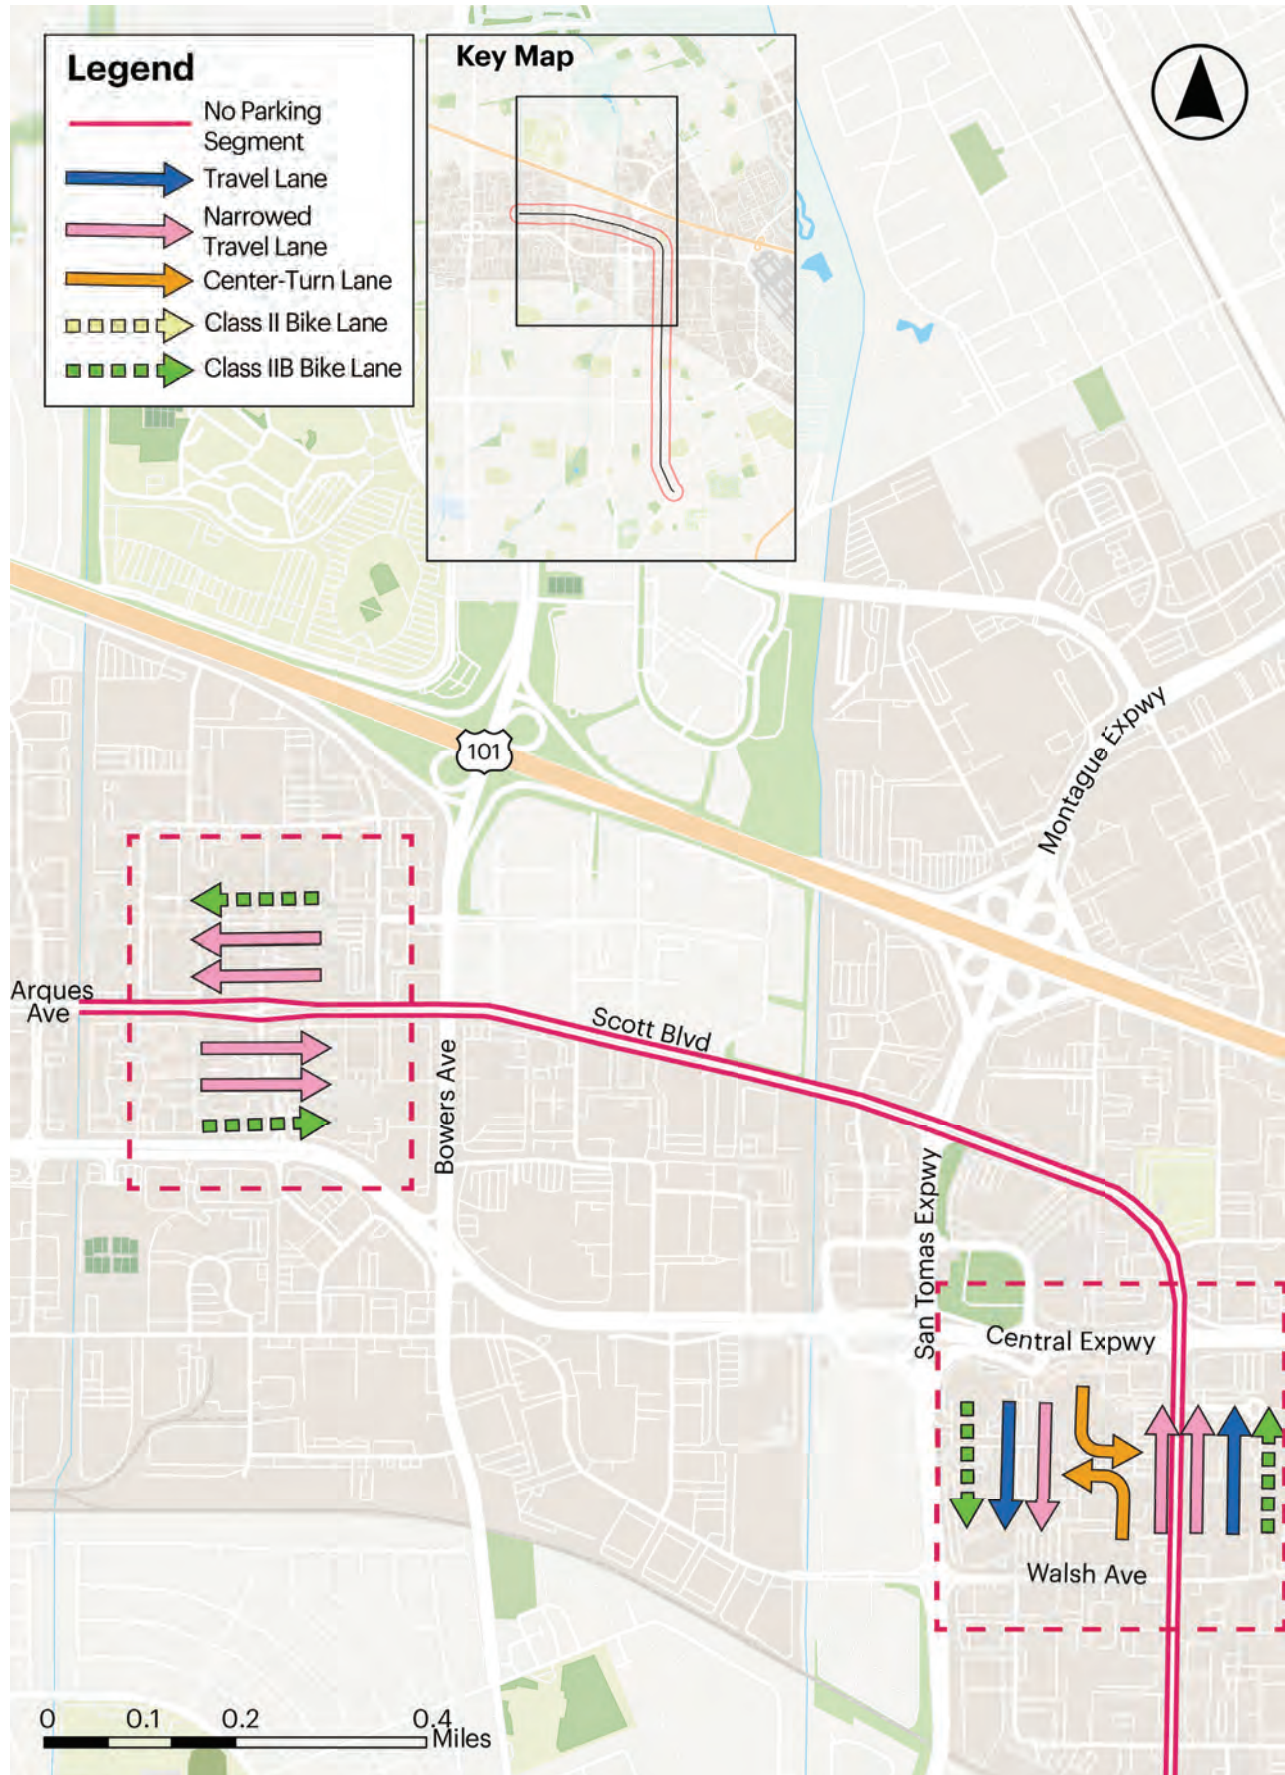 Legend
No Parking
Segment
Travel Lane
Narrowed
Travel Lane
Center-Turn Lane
Class II Bike Lane
Class IIB Bike Lane
Key Map
101
Montague Expwy
Arques
Ave
Scott Blvd
Bowers Ave
San Tomas Expwy
Central Expwy
Walsh Ave
0 0.1 0.2 0.4
Miles